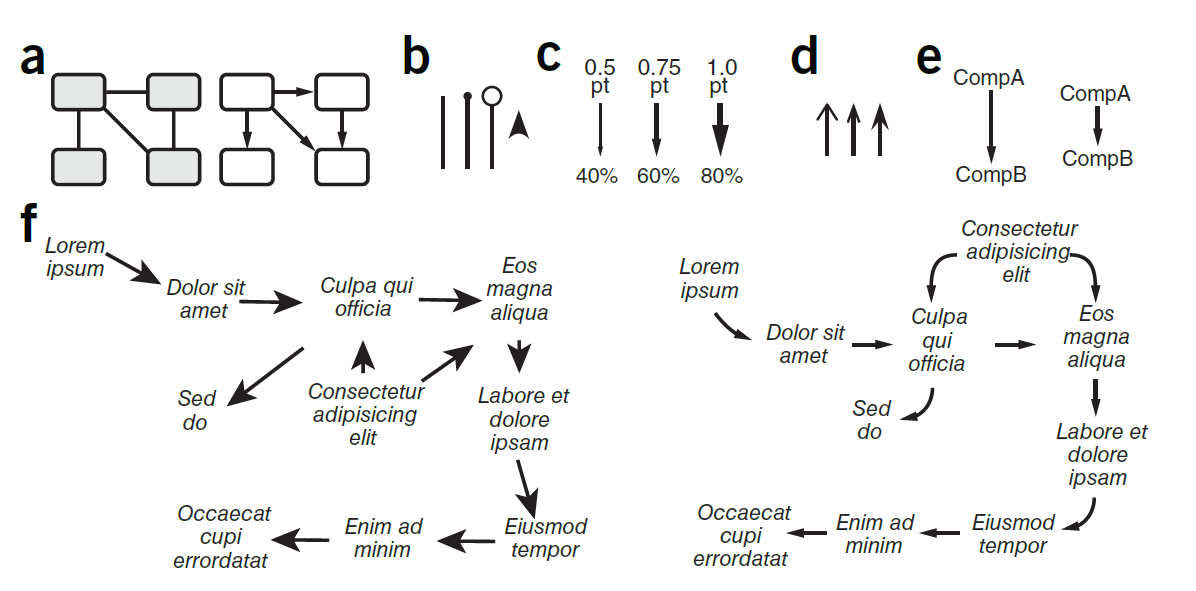 a
b
c
d
e
0.5
pt
0.75
pt
1.0
pt
40%
60%
80%
CompA
CompB
CompA
CompB
f
Lorem
ipsum
Dolor sit
amet
Culpa qui
officia
Eos
magna
aliqua
Sed
do
Consectetur
adipisicing
elit
Labore et
dolore
ipsam
Occaecat
cupi
errordatat
Enim ad
minim
Eiusmod
tempor
Lorem
ipsum
Dolor sit
amet
Consectetur
adipisicing
elit
Culpa
qui
officia
Eos
magna
aliqua
Sed
do
Labore et
dolore
ipsam
Occaecat
cupi
errordatat
Enim ad
minim
Eiusmod
tempor